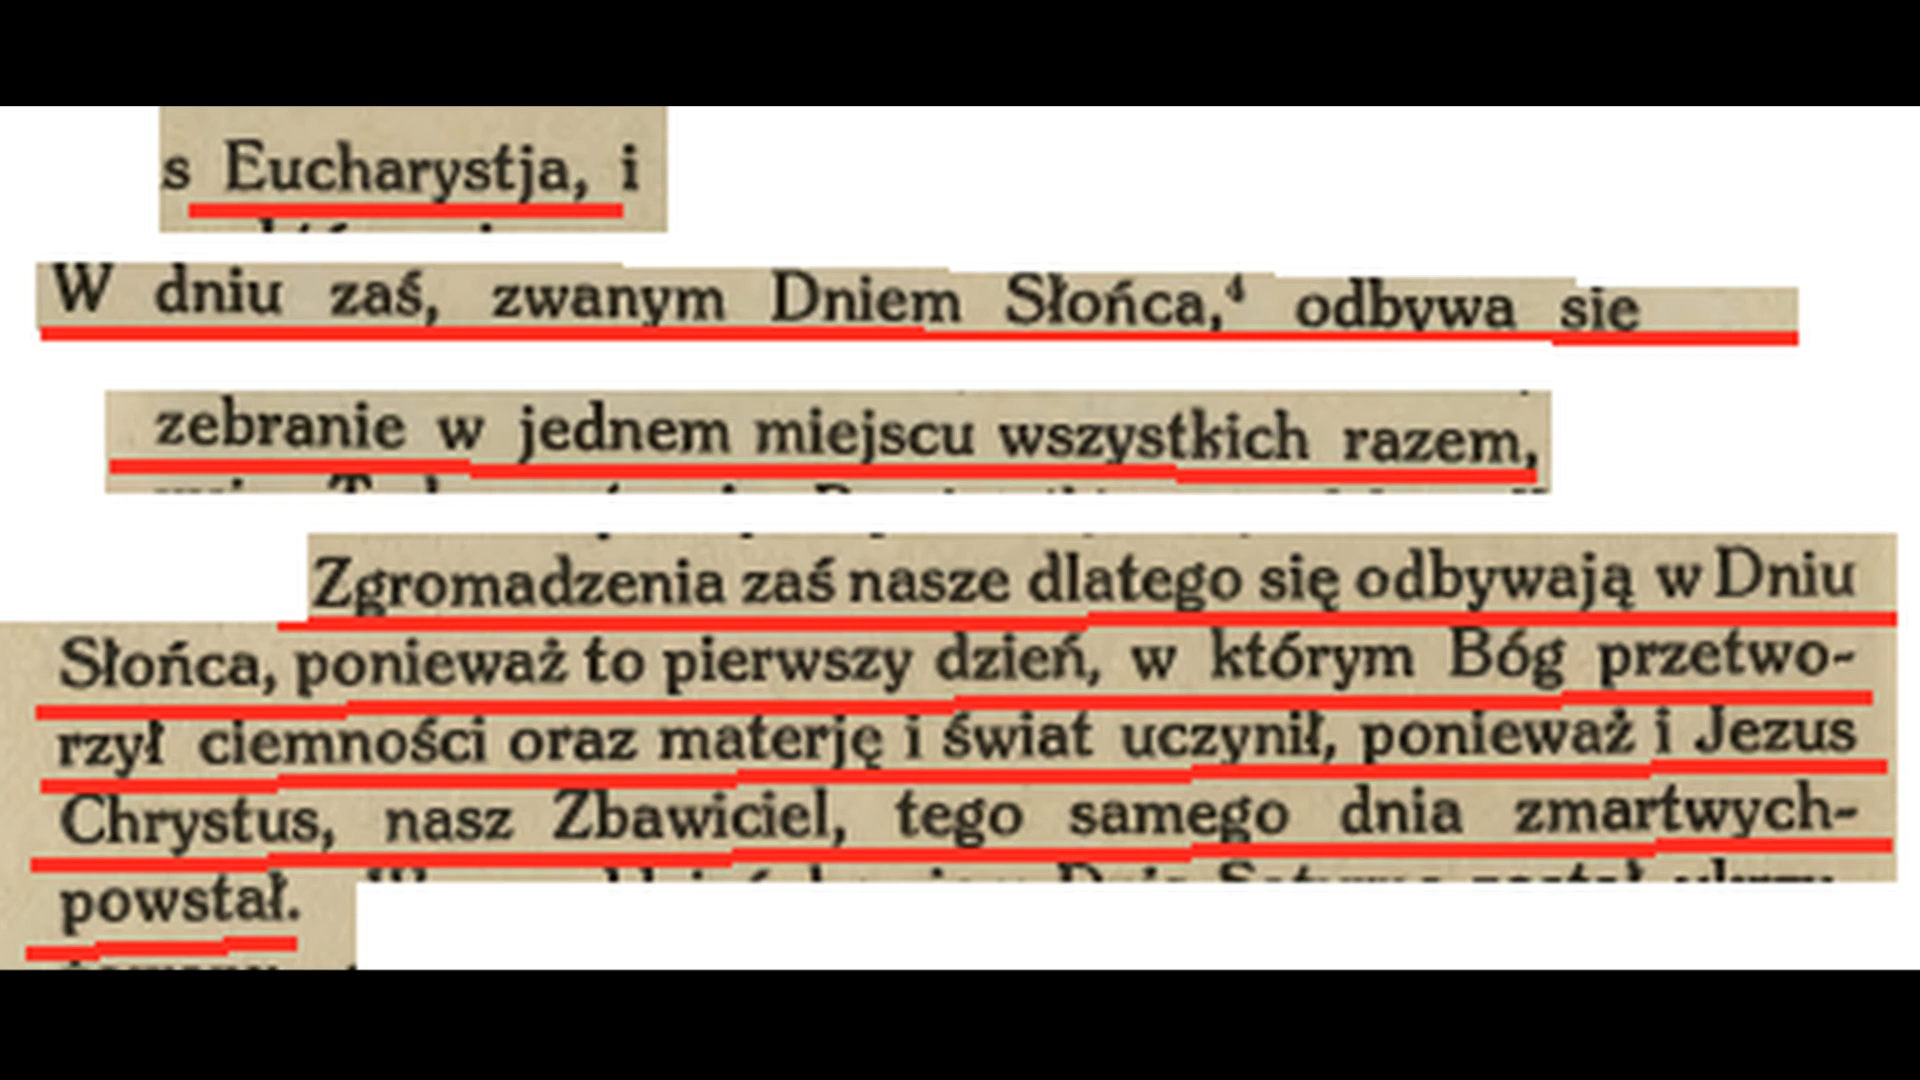 s Eucharystja, i
W dniu zaś, zwanym Dniem Słońca,⁴ odbywa się
zebranie w jednem miejscu wszystkich razem,
Zgromadzenia zaś nasze dlatego się odbywają w Dniu
Słońca, ponieważ to pierwszy dzień, w którym Bóg przetwo-
rzył ciemności oraz materję i świat uczynił, ponieważ i Jezus
Chrystus, nasz Zbawiciel, tego samego dnia zmartwych-
powstał.